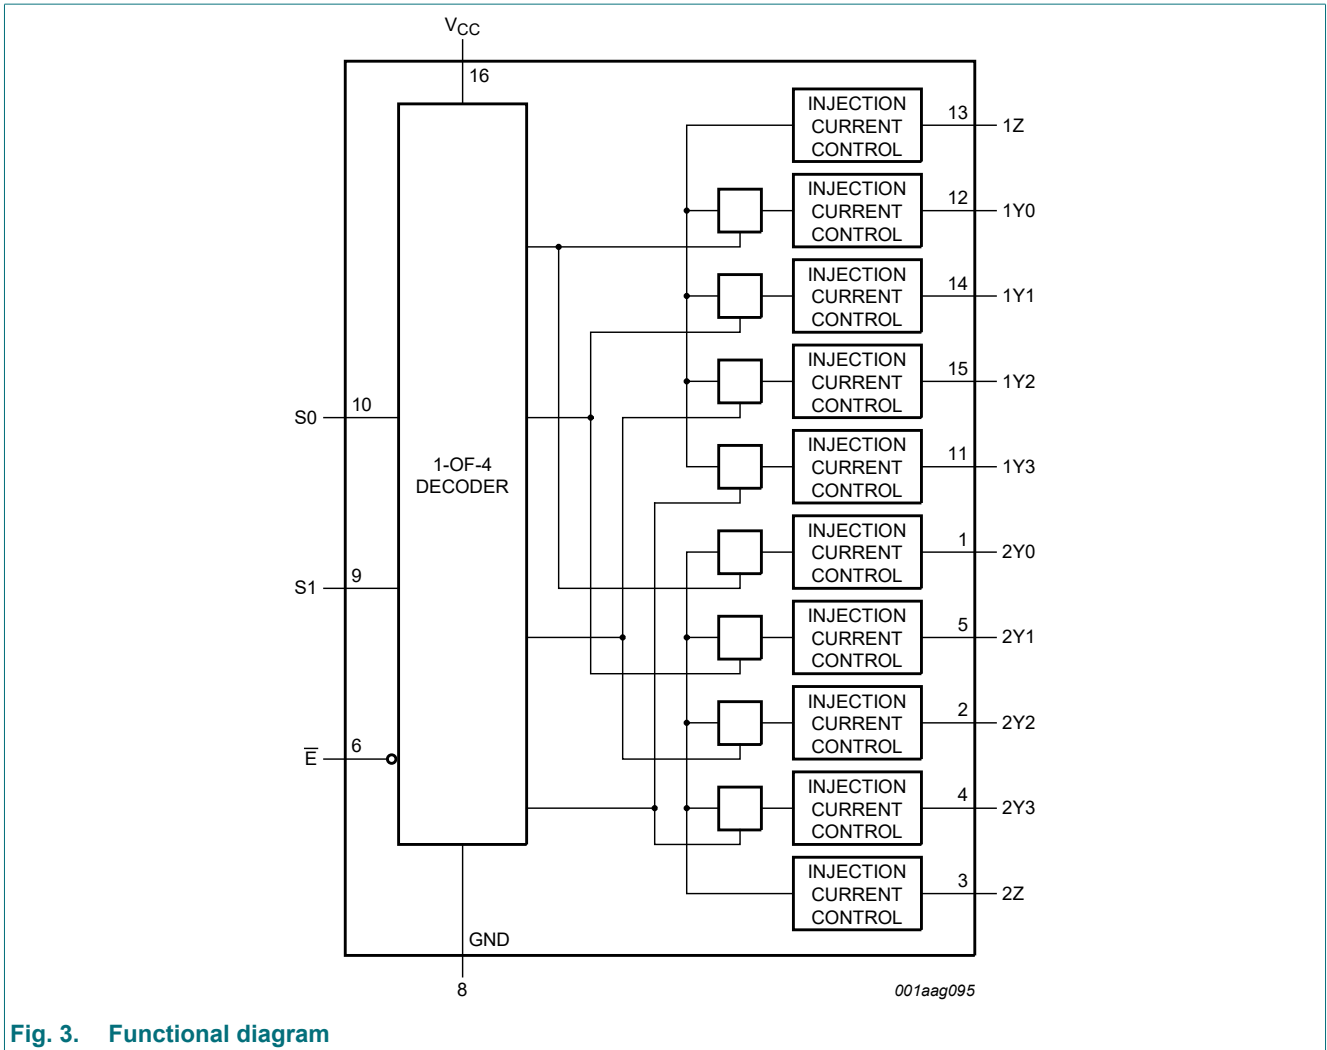 VCC
16
INJECTION
CURRENT
CONTROL
13
1Z
INJECTION
CURRENT
CONTROL
12
1Y0
INJECTION
CURRENT
CONTROL
14
1Y1
INJECTION
CURRENT
CONTROL
15
1Y2
S0
10
1-OF-4
DECODER
INJECTION
CURRENT
CONTROL
11
1Y3
INJECTION
CURRENT
CONTROL
1
2Y0
S1
9
INJECTION
CURRENT
CONTROL
5
2Y1
INJECTION
CURRENT
CONTROL
2
2Y2
E̅
6
INJECTION
CURRENT
CONTROL
4
2Y3
INJECTION
CURRENT
CONTROL
3
2Z
GND
8
001aag095
Fig. 3. Functional diagram